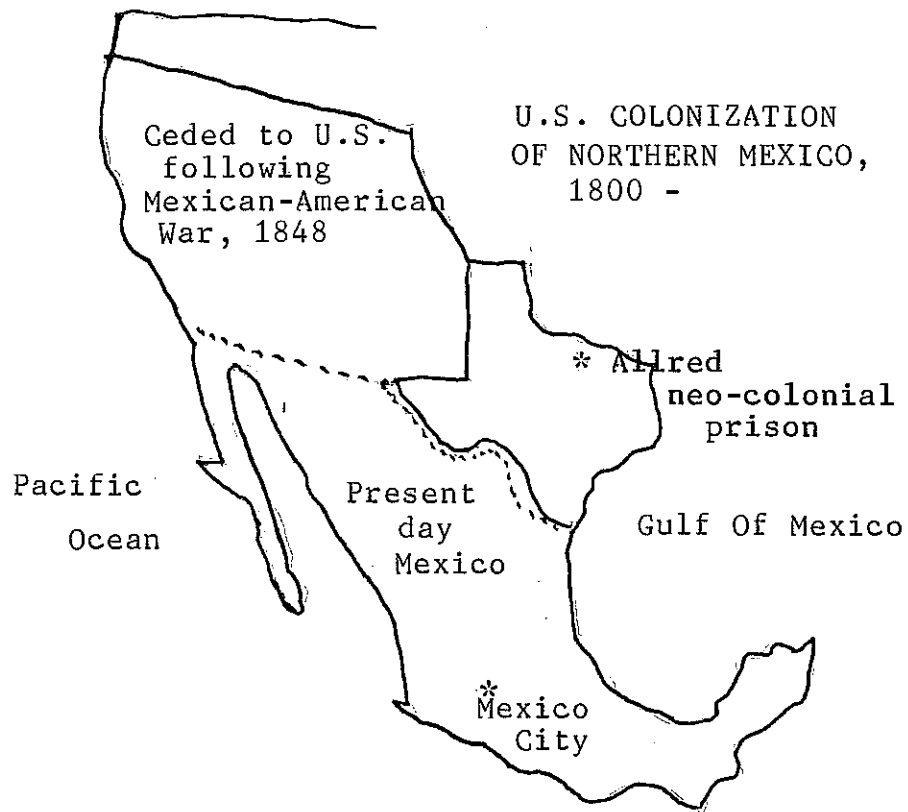 Ceded to U.S.
following
Mexican-American
War, 1848
U.S. COLONIZATION
OF NORTHERN MEXICO,
1800 -
* Allred
neo-colonial
prison
Pacific
Ocean
Present
day
Mexico
Gulf Of Mexico
*
Mexico
City